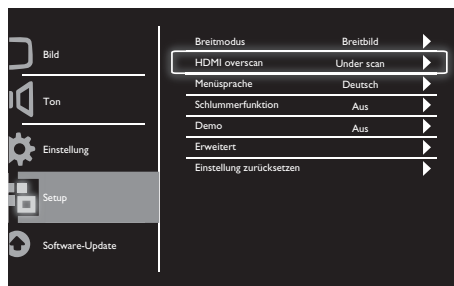 Bild
Ton
Einstellung
Setup
Software-Update
Breitmodus Breitbild
HDMI overscan Under scan
Menüsprache Deutsch
Schlummerfunktion Aus
Demo Aus
Erweitert
Einstellung zurücksetzen